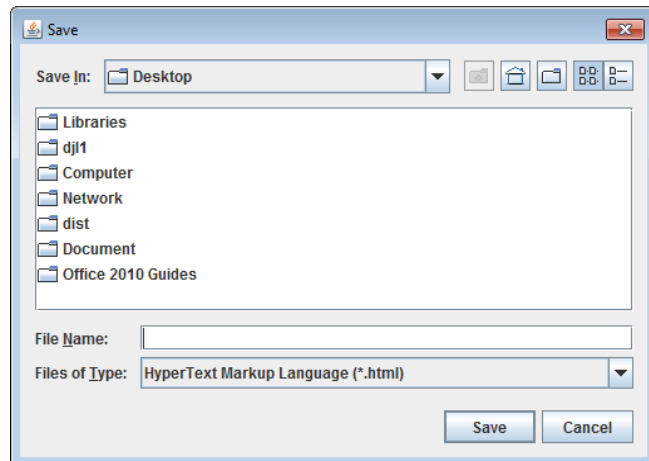 Save
Save In: Desktop
Libraries
djl1
Computer
Network
dist
Document
Office 2010 Guides
File Name:
Files of Type: HyperText Markup Language (*.html)
Save Cancel